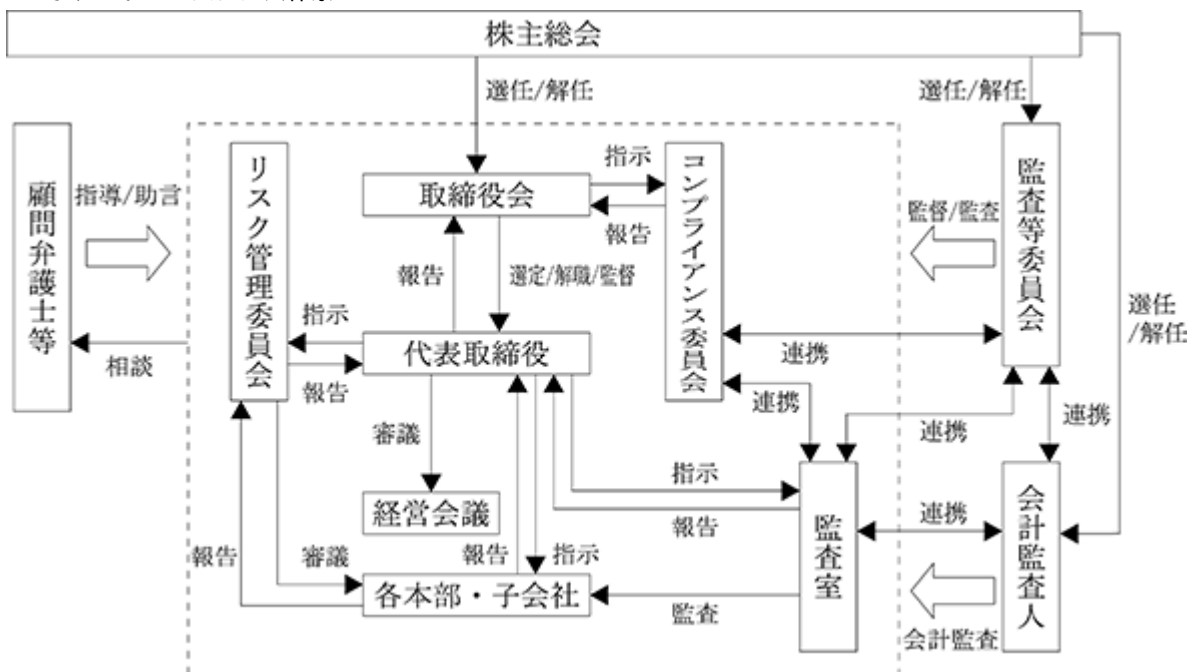 株主総会
選任/解任
選任/解任
選任
/解任
顧問弁護士等
指導/助言
相談
リスク管理委員会
取締役会
指示
報告
コンプライアンス委員会
監督/監査
監査等委員会
報告
選定/解職/監督
指示
報告
代表取締役
連携
連携
連携
連携
審議
経営会議
指示
報告
監査室
連携
会計監査人
報告
審議
報告
指示
各本部・子会社
監査
会計監査